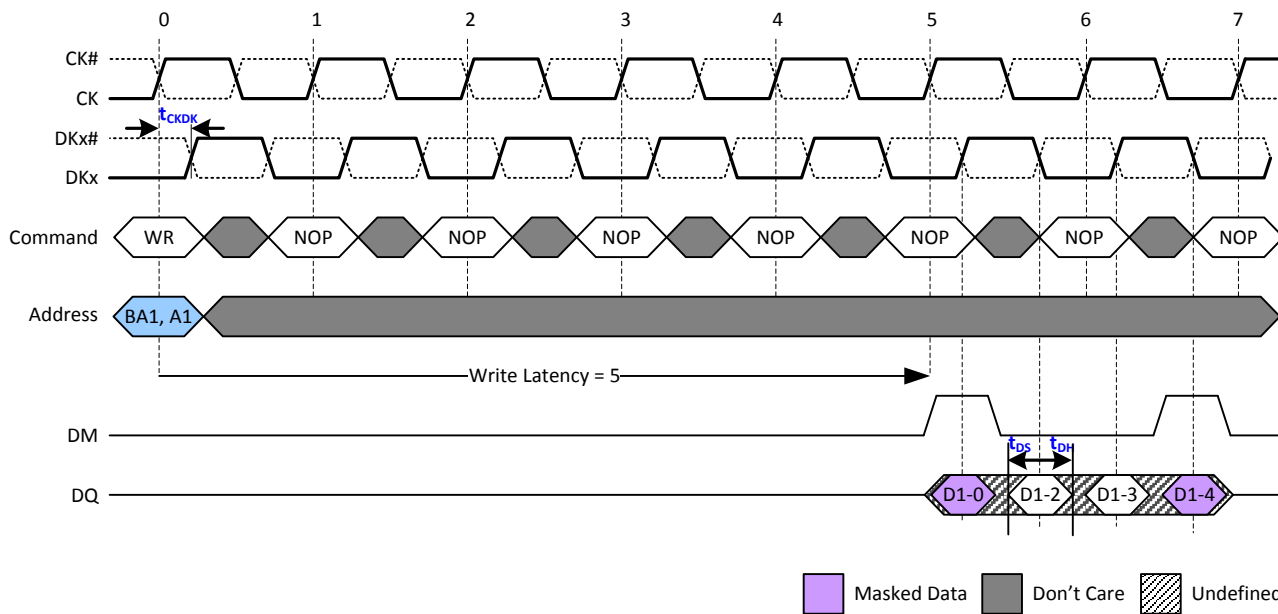 0 1 2 3 4 5 6 7
CK#
CK
tCKDK
DKx#
DKx
Command WR NOP NOP NOP NOP NOP NOP NOP
Address BA1, A1
Write Latency = 5
DM
tDS tDH
DQ D1-0 D1-2 D1-3 D1-4
Masked Data Don't Care Undefined